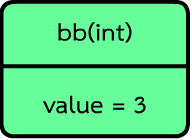 bb(int)
value = 3